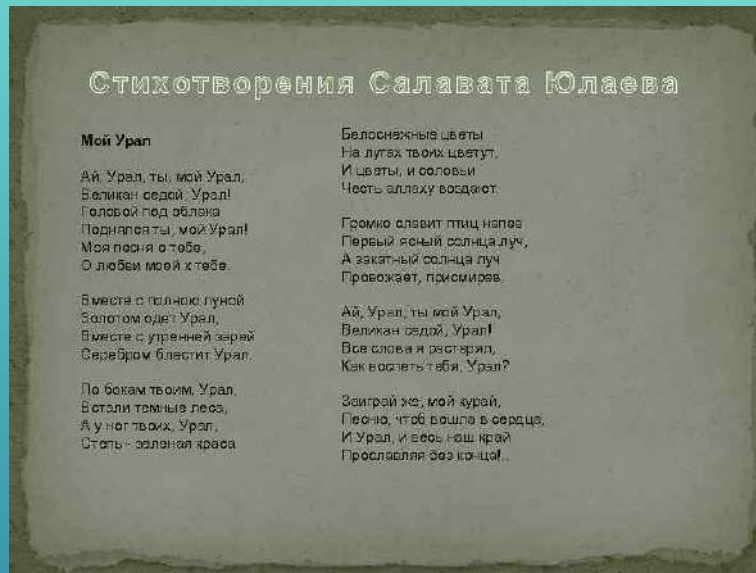 Стихотворения Салавата Юлаева
Мой Урал
Ай, Урал, ты, мой Урал,
Великан седой, Урал!
Головой под облака
Поднялся ты, мой Урал!
Моя песня о тебе,
О любви моей к тебе.
Вместе с полною луной
Золотом одет Урал,
Вместе с утренней зарей
Серебром блестит Урал.
По бокам твоим, Урал,
Встали темные леса,
А у ног твоих, Урал,
Степь - зеленая краса
Белоснежные цветы
На лугах твоих цветут,
И цветы, и соловьи
Честь аллаху воздают.
Громко славит птиц напев
Первый ясный солнца луч,
А закатный солнца луч
Провожает, присмирев.
Ай, Урал, ты мой Урал,
Великан седой, Урал!
Все слова я растерял,
Как воспеть тебя, Урал?
Заиграй же, мой курай,
Песню, чтоб вошла в сердца,
И Урал, и весь наш край
Прославляя без конца!..